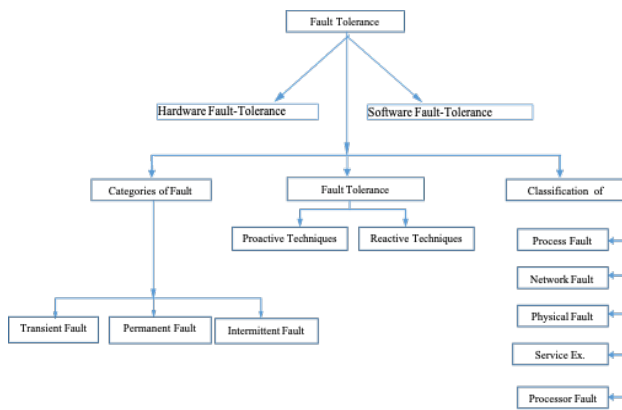 Fault Tolerance
Hardware Fault-Tolerance
Software Fault-Tolerance
Categories of Fault
Fault Tolerance
Classification of
Proactive Techniques
Reactive Techniques
Process Fault
Network Fault
Physical Fault
Service Ex.
Processor Fault
Transient Fault
Permanent Fault
Intermittent Fault